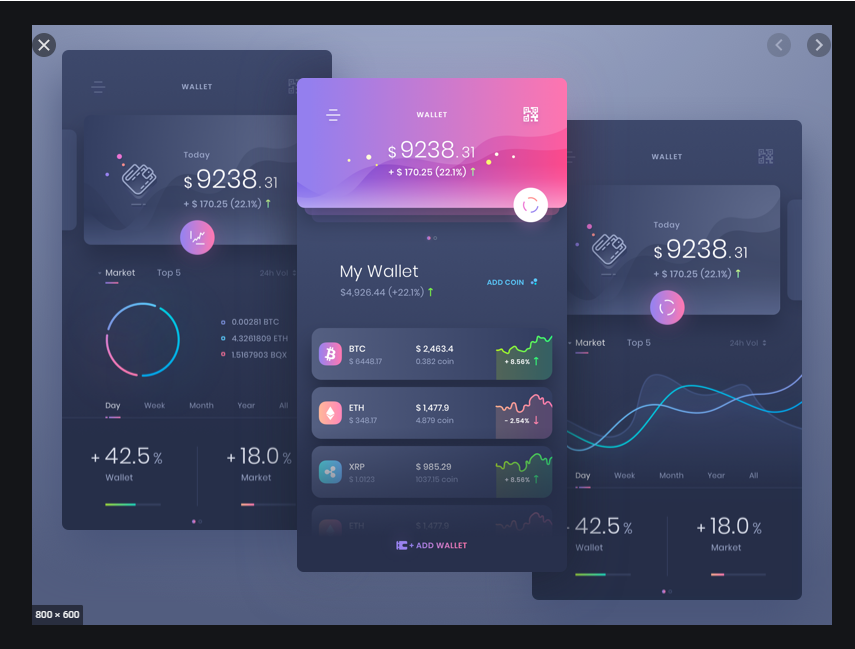 WALLET
Today
$ 9238.31
+ $ 170.25 (22.1%) ↑
Market Top 5 24h Vol
0.00281 BTC
4.3261809 ETH
1.5167903 BQX
Day Week Month Year All
+ 42.5 % + 18.0 %
Wallet Market
WALLET
$ 9238.31
+ $ 170.25 (22.1%) ↑
My Wallet
$4,926.44 (+22.1%) ↑
ADD COIN
BTC $ 2,463.4
$ 6448.17 0.382 coin
+ 8.56% ↑
ETH $ 1,477.9
$ 348.17 4.879 coin
- 2.54% ↓
XRP $ 985.29
$ 1.0123 1037.15 coin
+ 8.56% ↑
ETH $ 1,477.8
+ ADD WALLET
WALLET
Today
$ 9238.31
+ $ 170.25 (22.1%) ↑
Market Top 5 24h Vol
Day Week Month Year All
42.5 % + 18.0 %
Wallet Market
800 × 600